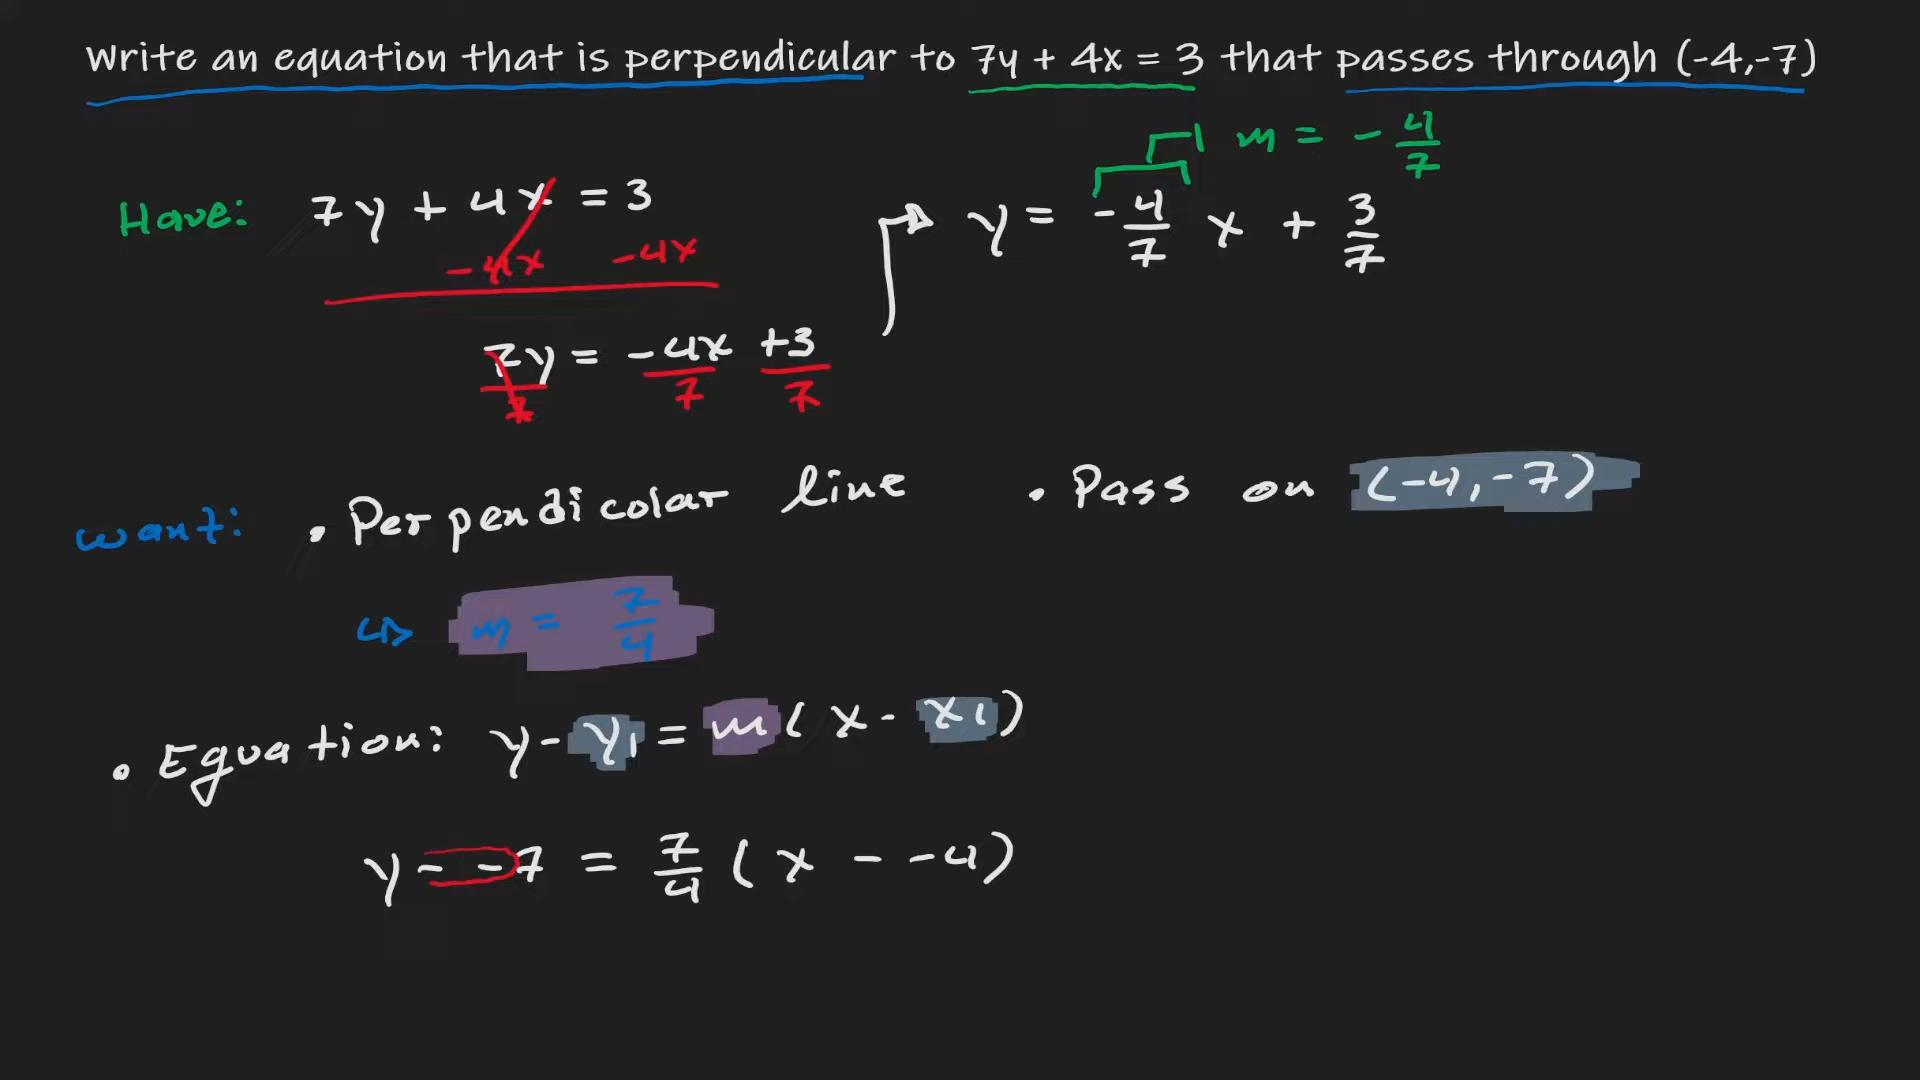 Write an equation that is perpendicular to 7y + 4x = 3 that passes through (-4,-7)
m = - 4/7
Have: 7y + 4x = 3
-4x -4x
7y = -4x +3
7 7 7
y = - 4/7 x + 3/7
want: • Perpendicolar line • Pass on (-4,-7)
m = 7/4
• Equation: y - y1 = m ( x - x1 )
y - -7 = 7/4 ( x - -4)